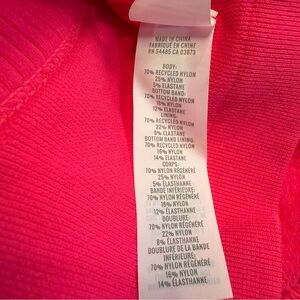 MADE IN CHINA
FABRIQUÉ EN CHINE
RN 54485 CA 03873
BODY:
70% RECYCLED NYLON
25% NYLON
5% ELASTANE
BOTTOM BAND:
70% RECYCLED NYLON
18% NYLON
12% ELASTANE
LINING:
70% RECYCLED NYLON
22% NYLON
8% ELASTANE
BOTTOM BAND LINING:
70% RECYCLED NYLON
16% NYLON
14% ELASTANE
CORPS:
70% NYLON RÉGÉNÉRÉ
25% NYLON
5% ÉLASTHANNE
BANDE INFÉRIEURE:
70% NYLON RÉGÉNÉRÉ
18% NYLON
12% ÉLASTHANNE
DOUBLURE:
70% NYLON RÉGÉNÉRÉ
22% NYLON
8% ÉLASTHANNE
DOUBLURE DE LA BANDE
INFÉRIEURE:
70% NYLON RÉGÉNÉRÉ
16% NYLON
14% ÉLASTHANNE